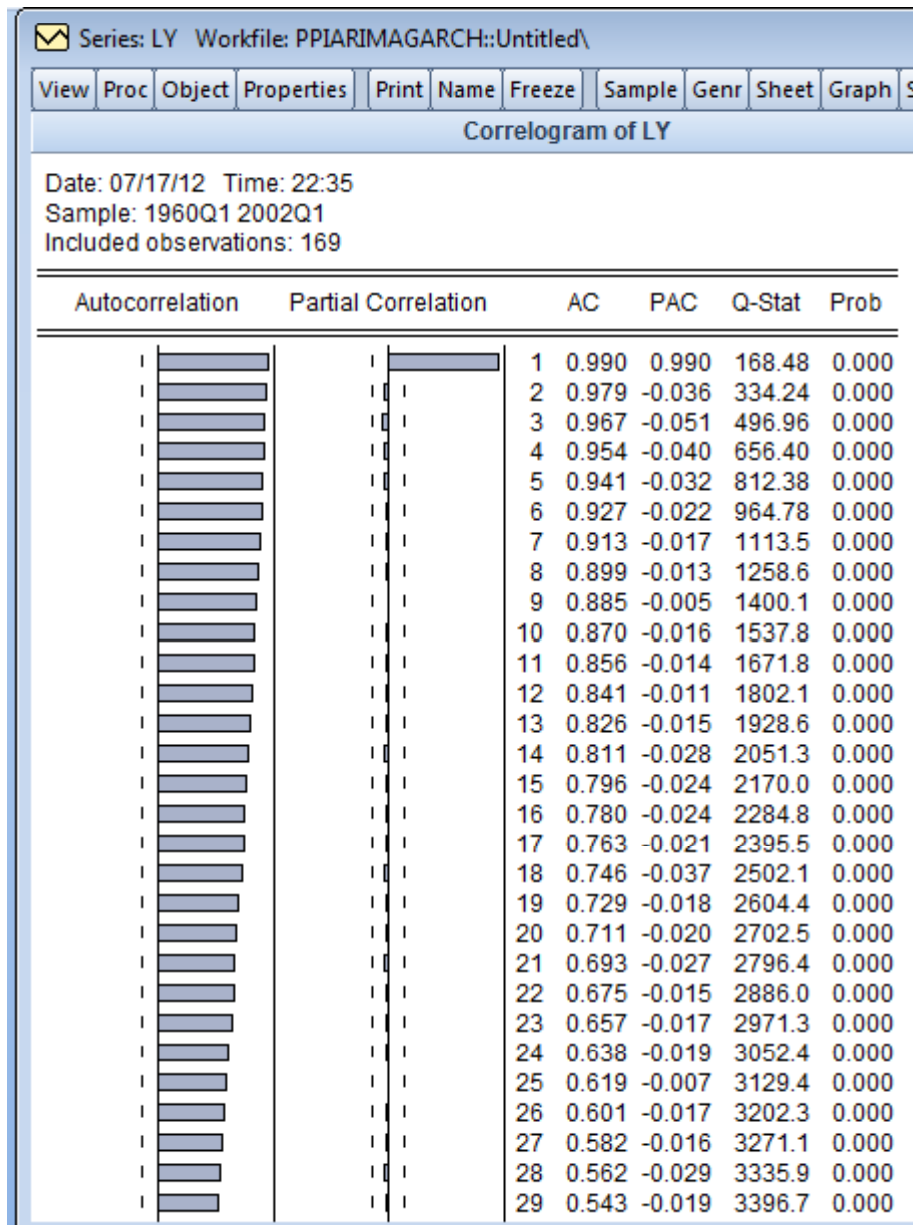 Series: LY Workfile: PPIARIMAGARCH::Untitled\
View Proc Object Properties Print Name Freeze Sample Genr Sheet Graph S
Correlogram of LY
Date: 07/17/12 Time: 22:35
Sample: 1960Q1 2002Q1
Included observations: 169
Autocorrelation Partial Correlation AC PAC Q-Stat Prob
1 0.990 0.990 168.48 0.000
2 0.979 -0.036 334.24 0.000
3 0.967 -0.051 496.96 0.000
4 0.954 -0.040 656.40 0.000
5 0.941 -0.032 812.38 0.000
6 0.927 -0.022 964.78 0.000
7 0.913 -0.017 1113.5 0.000
8 0.899 -0.013 1258.6 0.000
9 0.885 -0.005 1400.1 0.000
10 0.870 -0.016 1537.8 0.000
11 0.856 -0.014 1671.8 0.000
12 0.841 -0.011 1802.1 0.000
13 0.826 -0.015 1928.6 0.000
14 0.811 -0.028 2051.3 0.000
15 0.796 -0.024 2170.0 0.000
16 0.780 -0.024 2284.8 0.000
17 0.763 -0.021 2395.5 0.000
18 0.746 -0.037 2502.1 0.000
19 0.729 -0.018 2604.4 0.000
20 0.711 -0.020 2702.5 0.000
21 0.693 -0.027 2796.4 0.000
22 0.675 -0.015 2886.0 0.000
23 0.657 -0.017 2971.3 0.000
24 0.638 -0.019 3052.4 0.000
25 0.619 -0.007 3129.4 0.000
26 0.601 -0.017 3202.3 0.000
27 0.582 -0.016 3271.1 0.000
28 0.562 -0.029 3335.9 0.000
29 0.543 -0.019 3396.7 0.000